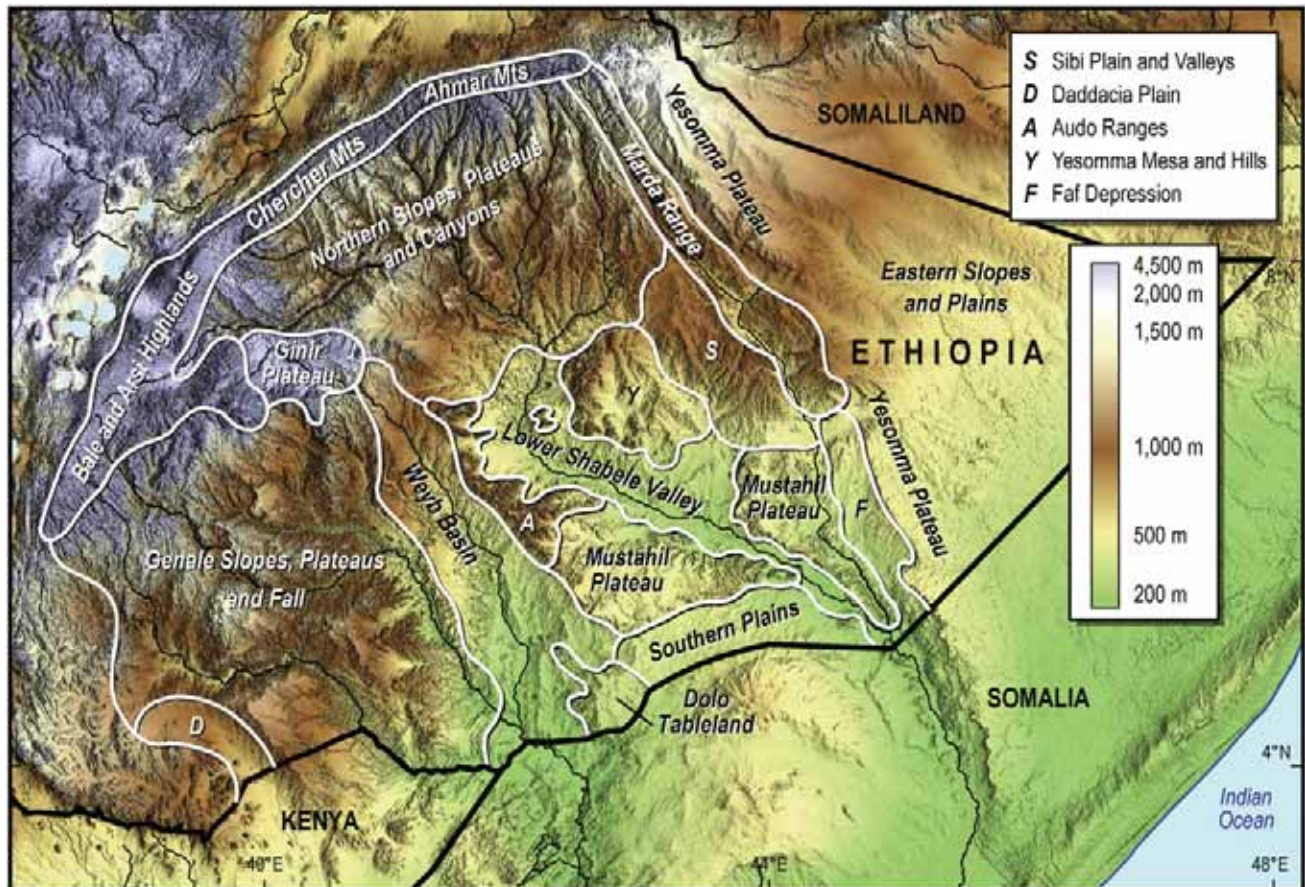 S Sibi Plain and Valleys
D Daddacia Plain
A Audo Ranges
Y Yesomma Mesa and Hills
F Faf Depression
4,500 m
2,000 m
1,500 m
1,000 m
500 m
200 m
Ahmar Mts
Chercher Mts
Bale and Arsi Highlands
Northern Slopes, Plateaus
and Canyons
Marda Range
Yesomma Plateau
SOMALILAND
8°N
Eastern Slopes
and Plains
ETHIOPIA
Ginir
Plateau
S
Y
Lower Shabele Valley
Weyb Basin
A
Mustahil
Plateau
F
Yesomma Plateau
Mustahil
Plateau
Genale Slopes, Plateaus
and Fall
Southern Plains
Dolo
Tableland
D
SOMALIA
4°N
KENYA
Indian
Ocean
40°E
44°E
48°E